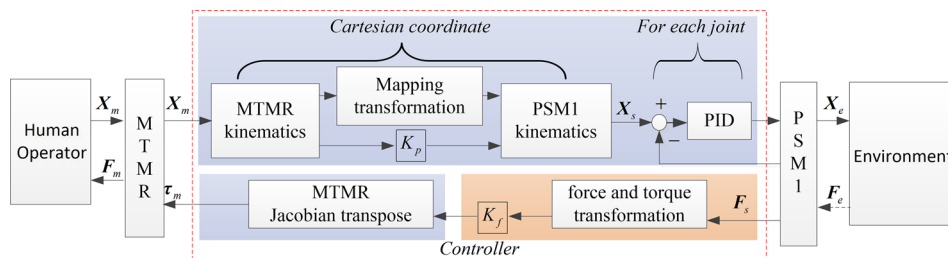 Cartesian coordinate
For each joint
Human
Operator
X_m
F_m
M
T
M
R
X_m
τ_m
MTMR
kinematics
Mapping
transformation
K_p
PSM1
kinematics
X_s
+
−
PID
P
S
M
1
X_e
F_e
Environment
MTMR
Jacobian transpose
K_f
force and torque
transformation
F_s
Controller